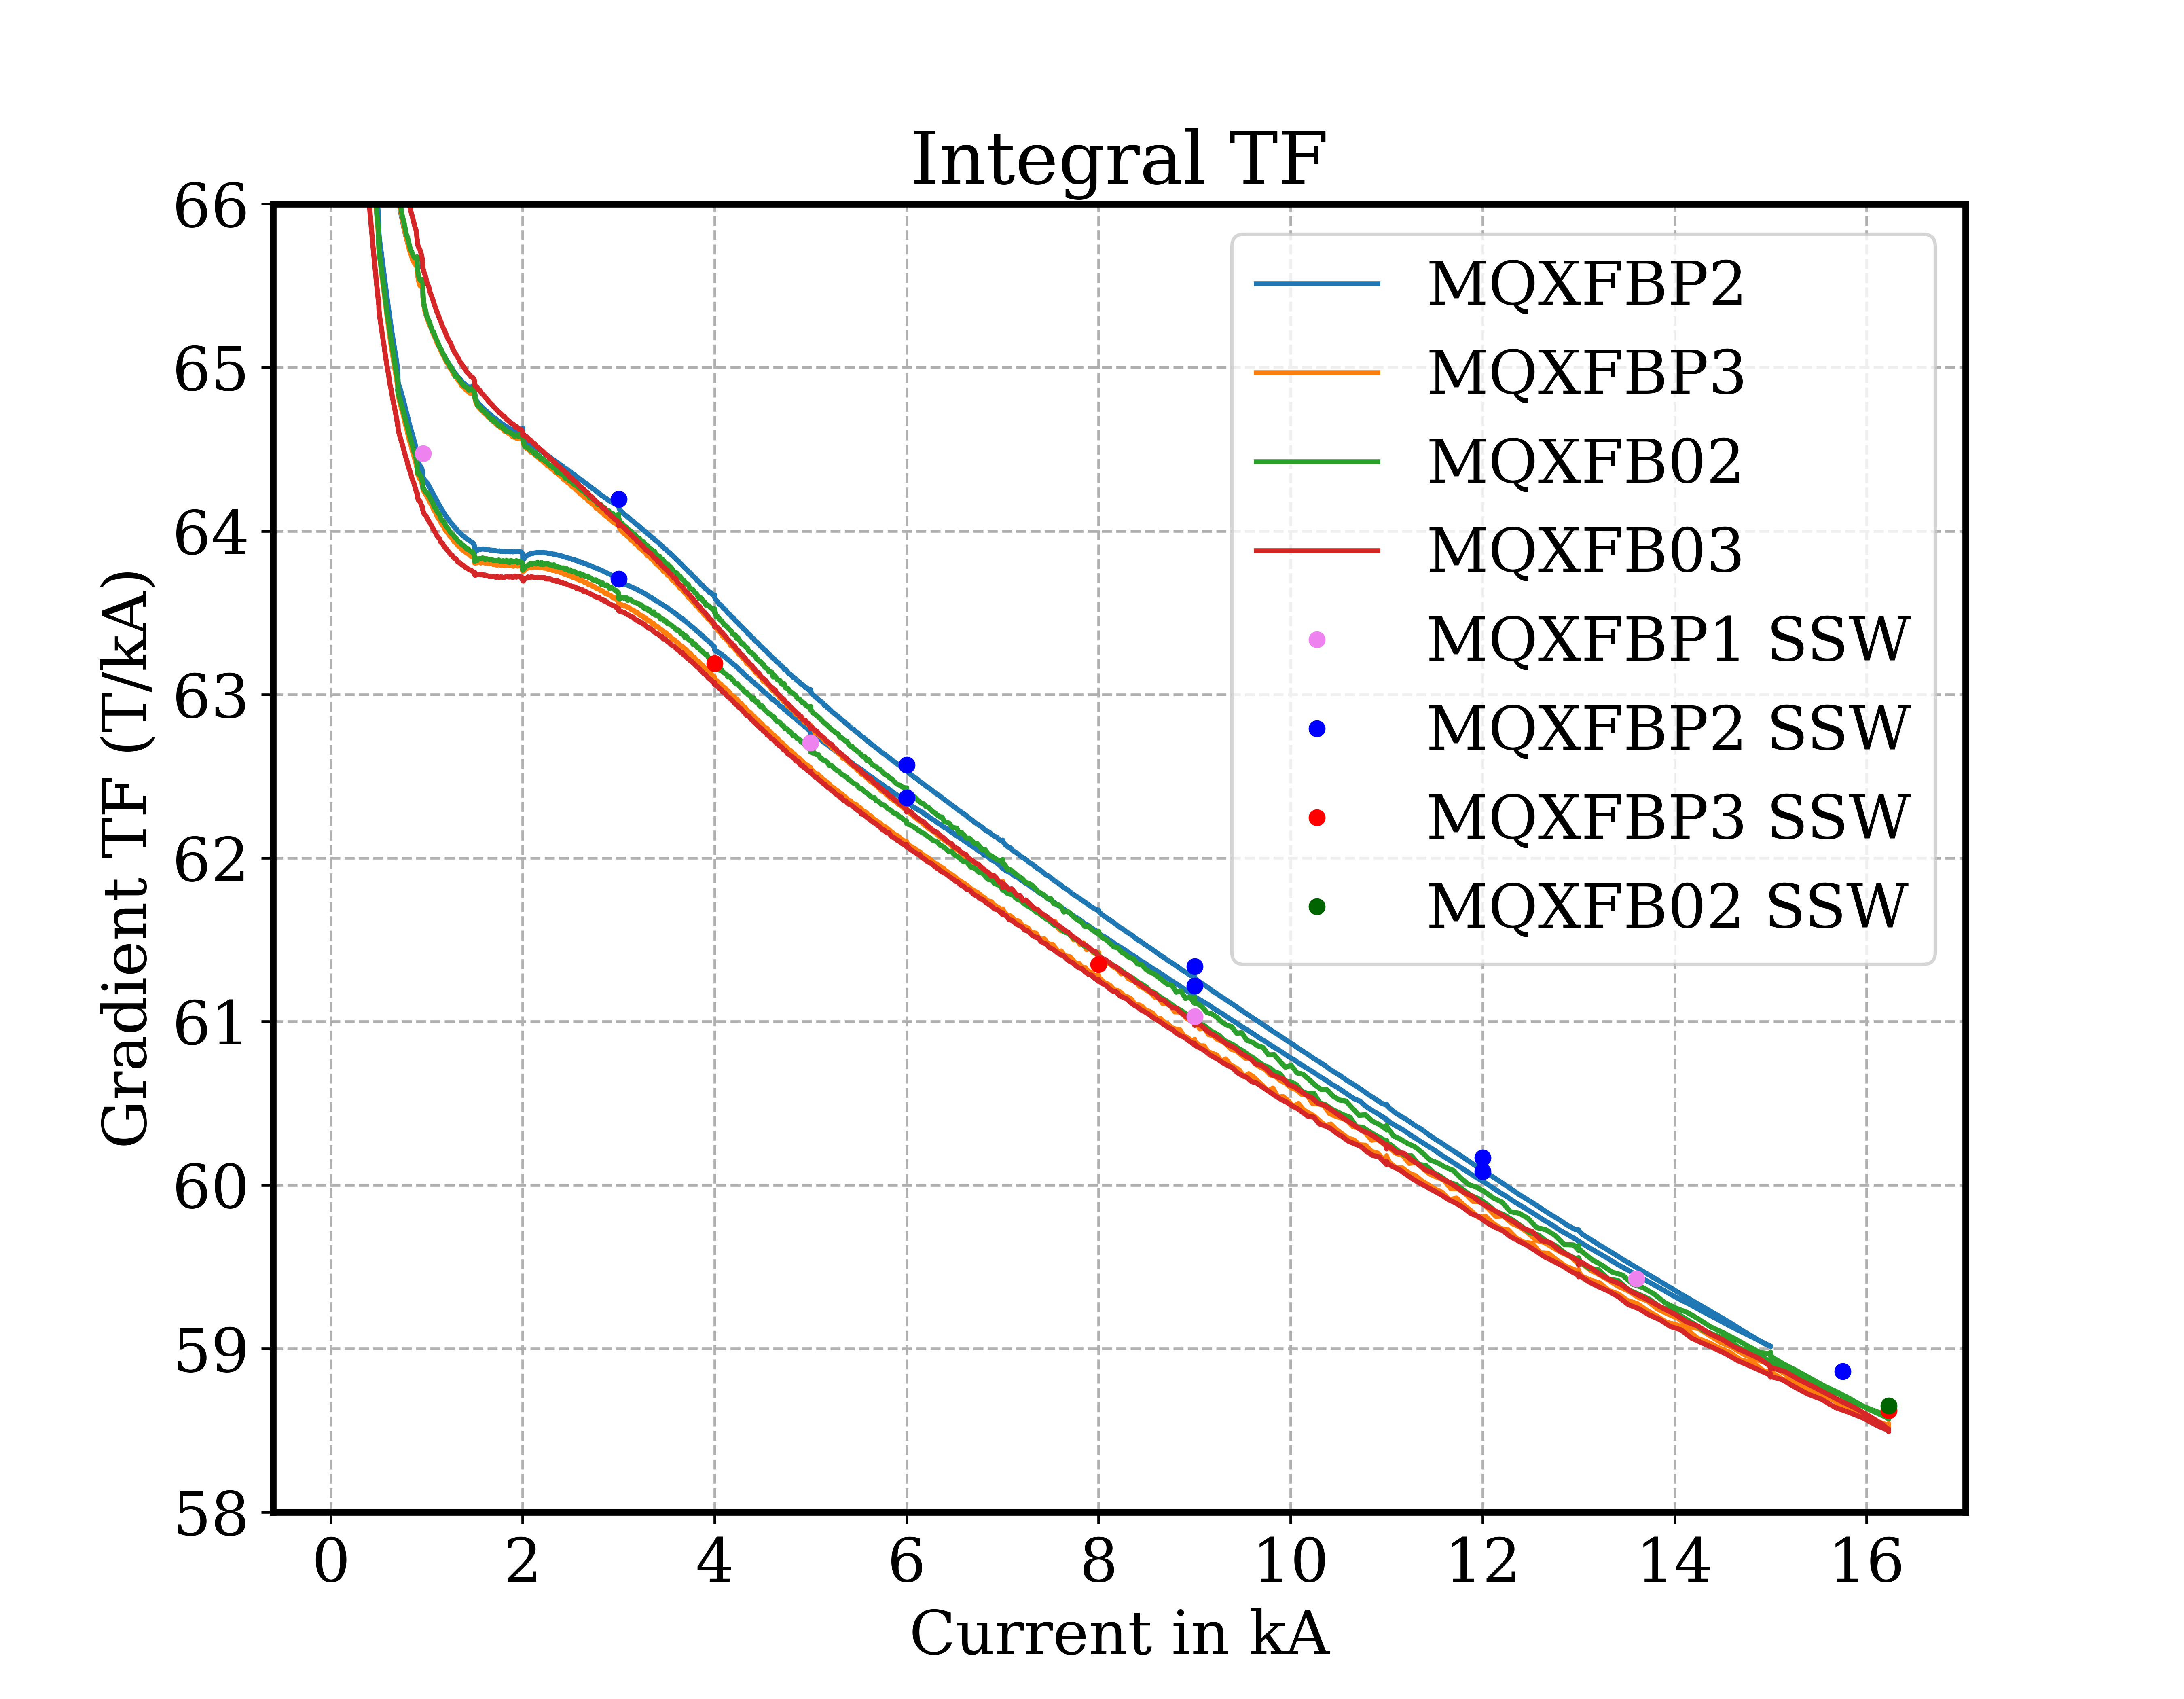 Integral TF
66
65
64
63
62
61
60
59
58
Gradient TF (T/kA)
MQXFBP2
MQXFBP3
MQXFB02
MQXFB03
MQXFBP1 SSW
MQXFBP2 SSW
MQXFBP3 SSW
MQXFB02 SSW
0 2 4 6 8 10 12 14 16
Current in kA